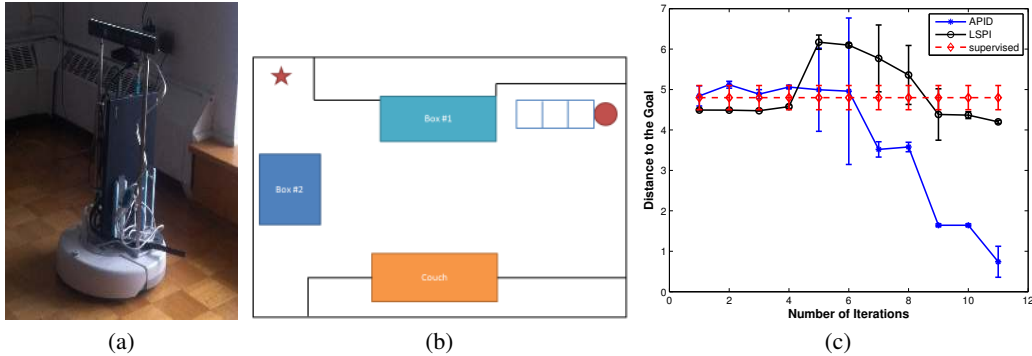 Box #1
Box #2
Couch
7
6
5
4
3
2
1
0
0
2
4
6
8
10
12
Distance to the Goal
Number of Iterations
APID
LSPI
supervised
(a)
(b)
(c)